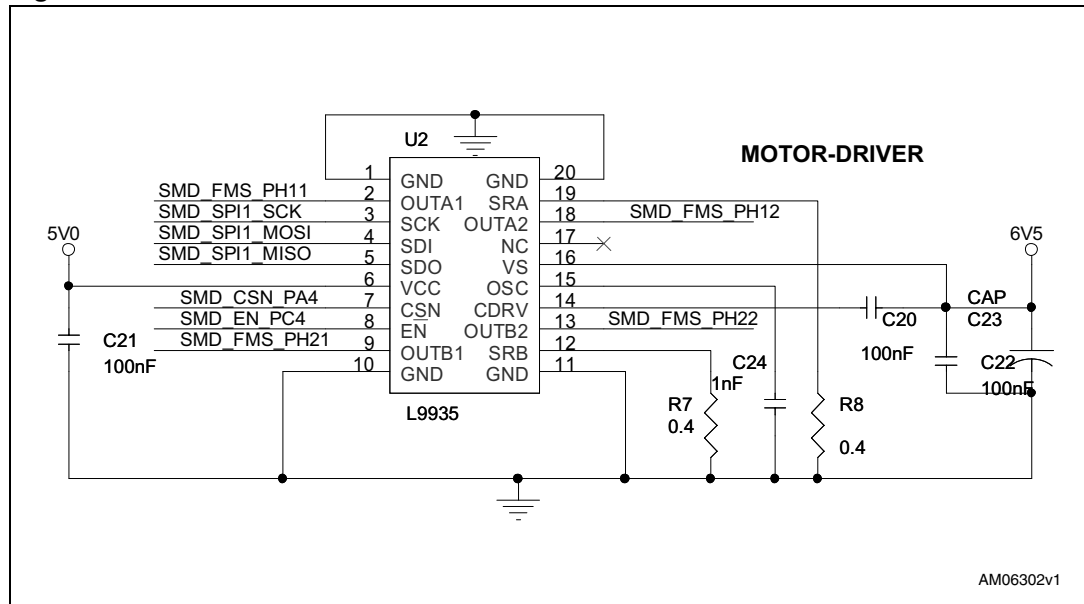 U2
MOTOR-DRIVER
1 GND GND 20
SMD_FMS_PH11 2 OUTA1 SRA 19
SMD_SPI1_SCK 3 SCK OUTA2 18 SMD_FMS_PH12
SMD_SPI1_MOSI 4 SDI NC 17
5V0 SMD_SPI1_MISO 5 SDO VS 16 6V5
6 VCC OSC 15
SMD_CSN_PA4 7 CSN CDRV 14 CAP
SMD_EN_PC4 8 EN OUTB2 13 SMD_FMS_PH22 C20 C23
C21 SMD_FMS_PH21 9 OUTB1 SRB 12
100nF 10 GND GND 11 C24 100nF C22
1nF 100nF
L9935 R7 R8
0.4
0.4
AM06302v1